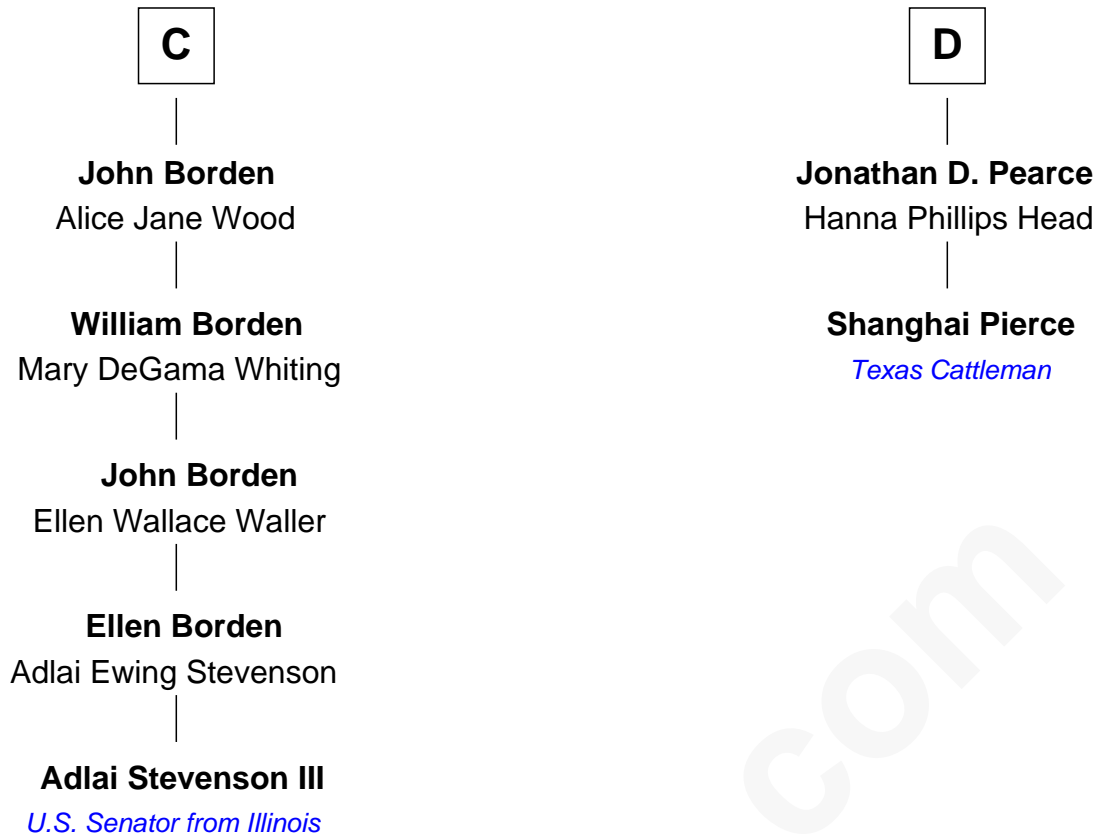 C
John Borden
Alice Jane Wood
William Borden
Mary DeGama Whiting
John Borden
Ellen Wallace Waller
Ellen Borden
Adlai Ewing Stevenson
Adlai Stevenson III
U.S. Senator from Illinois
D
Jonathan D. Pearce
Hanna Phillips Head
Shanghai Pierce
Texas Cattleman
com